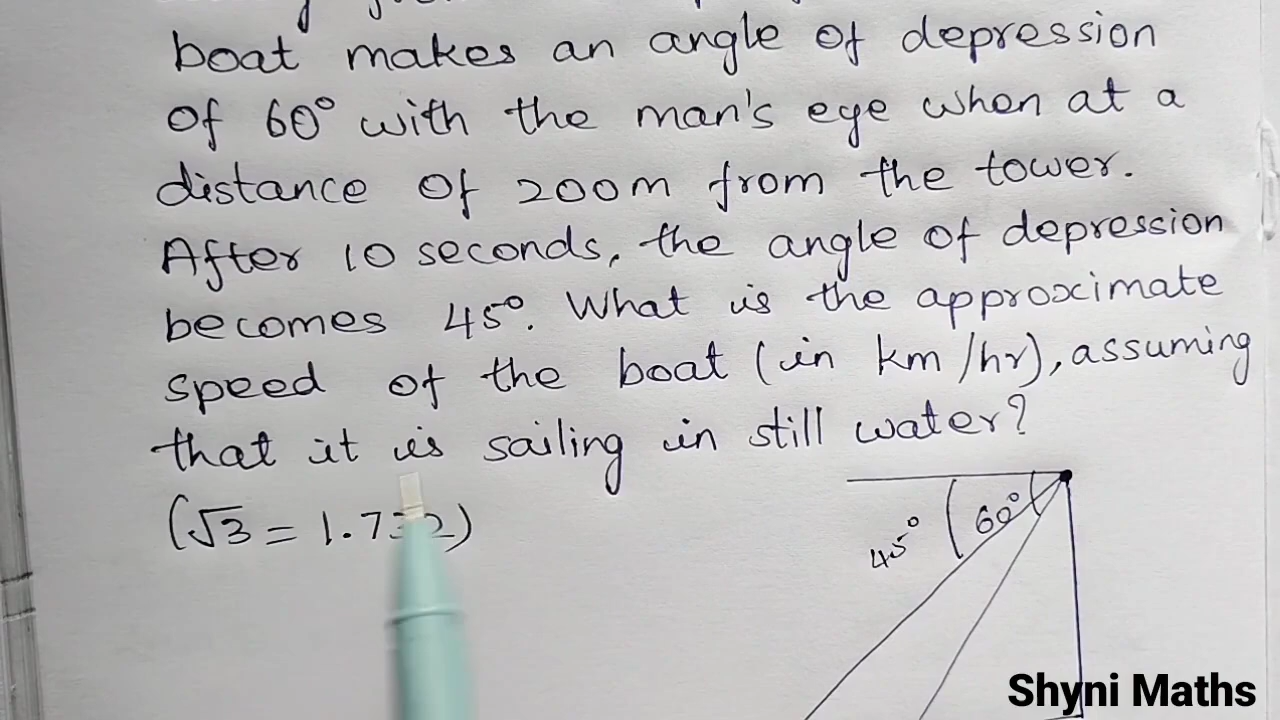 boat makes an angle of depression
of 60° with the man's eye when at a
distance of 200m from the tower.
After 10 seconds, the angle of depression
becomes 45°. What is the approximate
speed of the boat (in km/hr), assuming
that it is sailing in still water?
(√3 = 1.732)
60°
45°
Shyni Maths